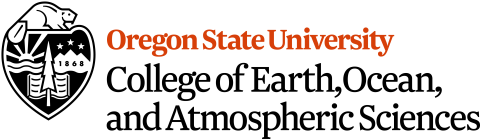 1868
Oregon State University
College of Earth, Ocean,
and Atmospheric Sciences